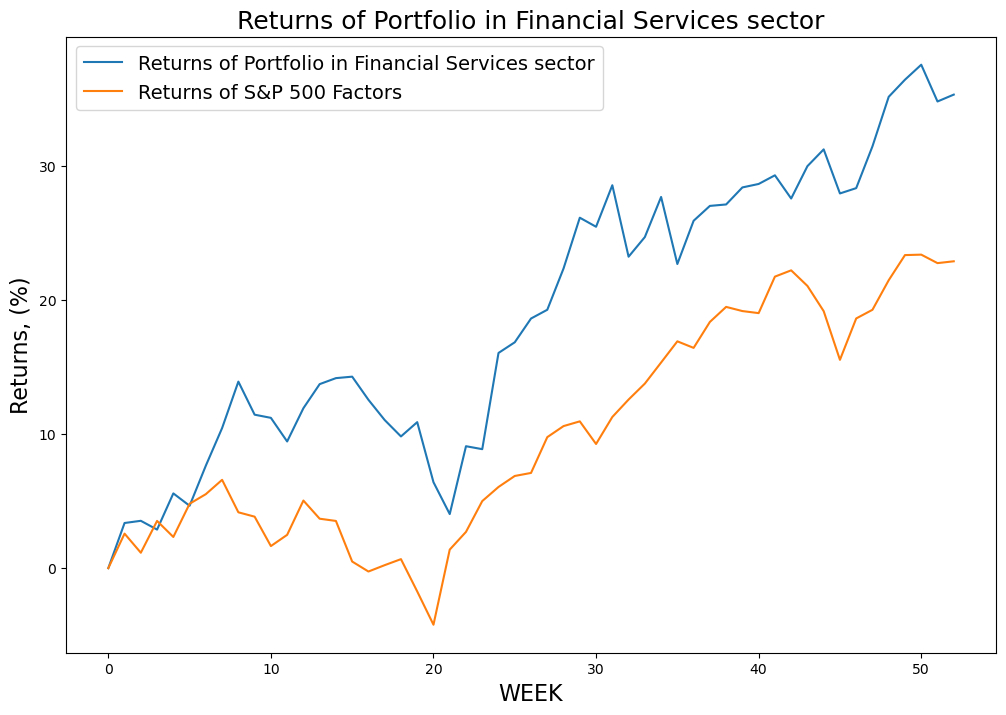 Returns of Portfolio in Financial Services sector
Returns of Portfolio in Financial Services sector
Returns of S&P 500 Factors
Returns, (%)
30
20
10
0
0 10 20 30 40 50
WEEK